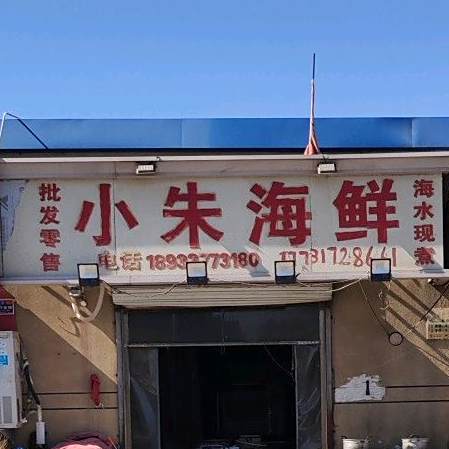 批发零售
小朱海鲜
海水现煮
电话
1